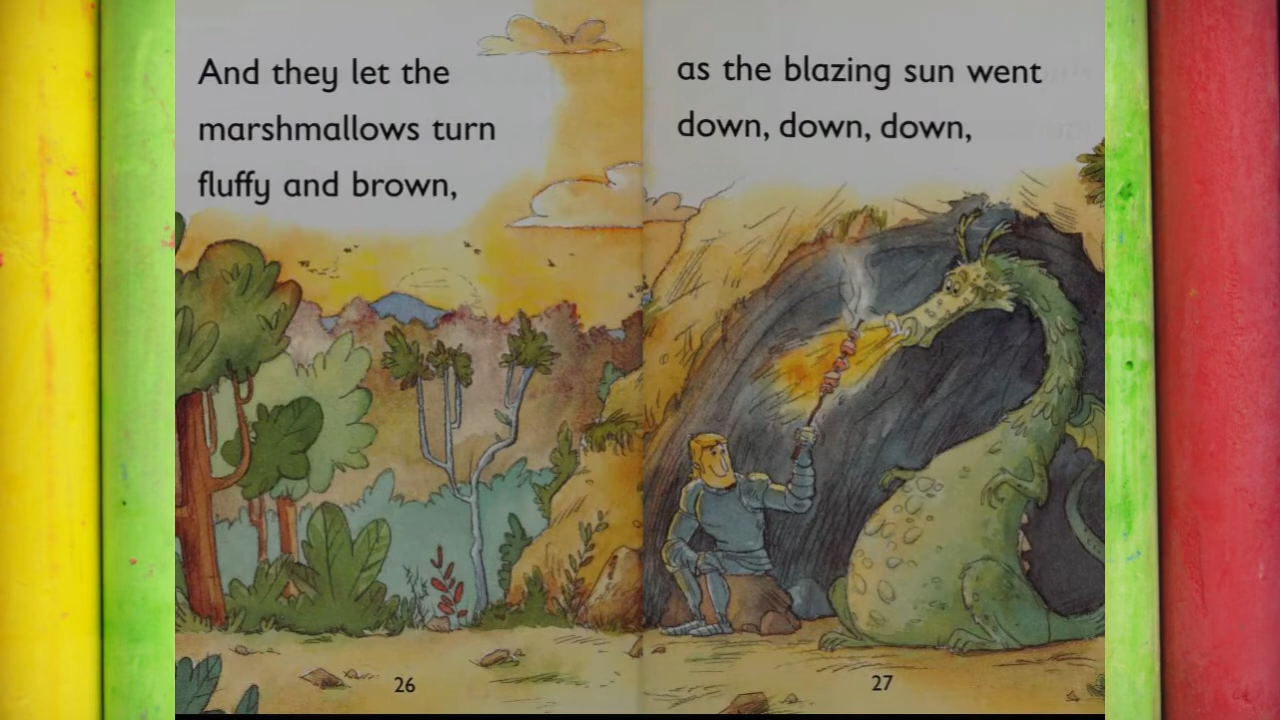 And they let the
marshmallows turn
fluffy and brown,
26
as the blazing sun went
down, down, down,
27